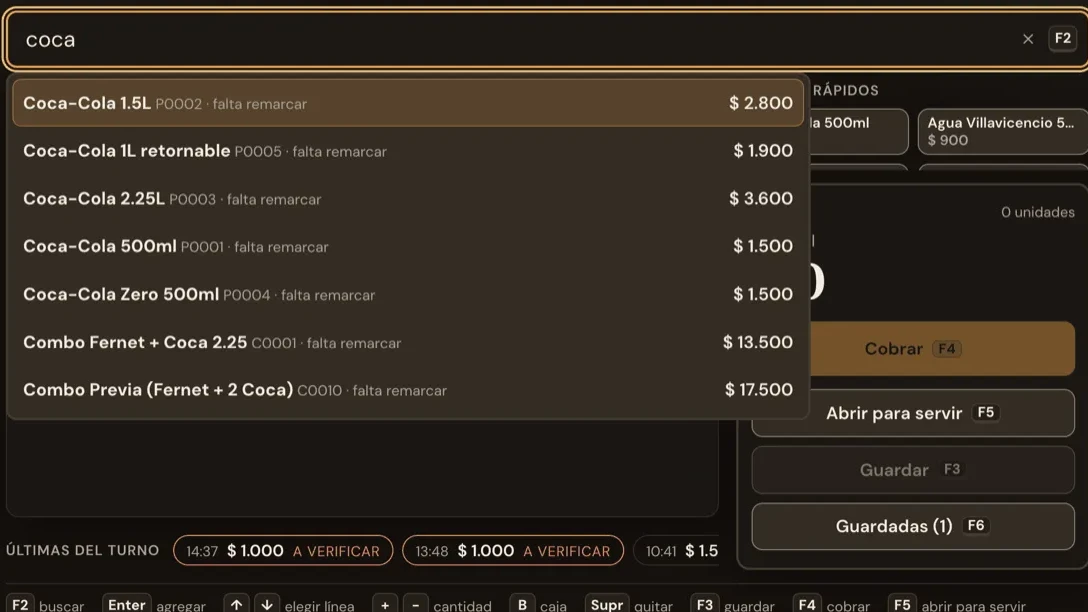 coca × F2
Coca-Cola 1.5L P0002 · falta remarcar $ 2.800
Coca-Cola 1L retornable P0005 · falta remarcar $ 1.900
Coca-Cola 2.25L P0003 · falta remarcar $ 3.600
Coca-Cola 500ml P0001 · falta remarcar $ 1.500
Coca-Cola Zero 500ml P0004 · falta remarcar $ 1.500
Combo Fernet + Coca 2.25 C0001 · falta remarcar $ 13.500
Combo Previa (Fernet + 2 Coca) C0010 · falta remarcar $ 17.500
RÁPIDOS
la 500ml
Agua Villavicencio 5...
$ 900
0 unidades
Cobrar F4
Abrir para servir F5
Guardar F3
Guardadas (1) F6
ÚLTIMAS DEL TURNO 14:37 $ 1.000 A VERIFICAR 13:48 $ 1.000 A VERIFICAR 10:41 $ 1.5
F2 buscar Enter agregar ↑ ↓ elegir línea + - cantidad B caja Supr quitar F3 guardar F4 cobrar F5 abrir para servir